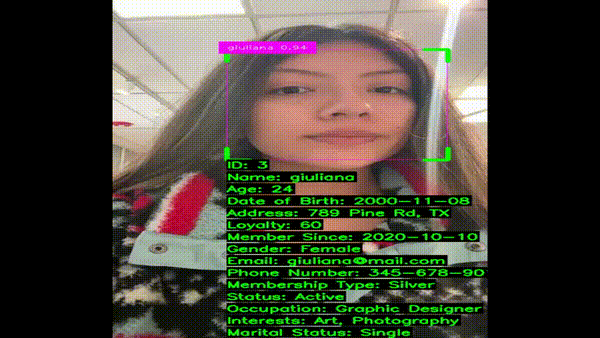 giuliana 0.94
ID: 3
Name: giuliana
Age: 24
Date of Birth: 2000-11-08
Address: 789 Pine Rd, TX
Loyalty: 60
Member Since: 2020-10-10
Gender: Female
Email: giuliana@mail.com
Phone Number: 345-678-90
Membership Type: Silver
Status: Active
Occupation: Graphic Designer
Interests: Art, Photography
Marital Status: Single